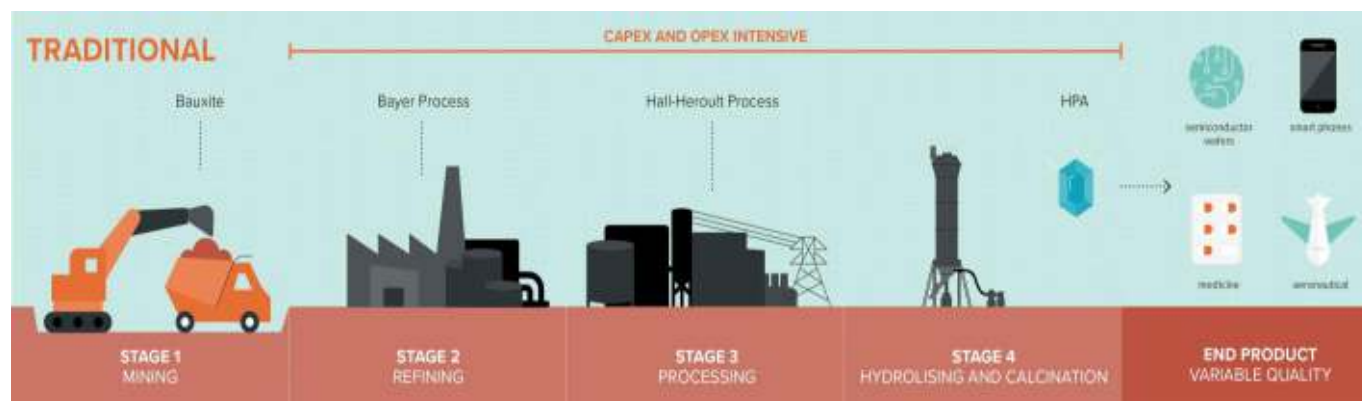 TRADITIONAL
CAPEX AND OPEX INTENSIVE
Bauxite
Bayer Process
Hall-Heroult Process
HPA
semiconductor
wafers
smart phones
medicine
aeronautical
STAGE 1
MINING
STAGE 2
REFINING
STAGE 3
PROCESSING
STAGE 4
HYDROLISING AND CALCINATION
END PRODUCT
VARIABLE QUALITY